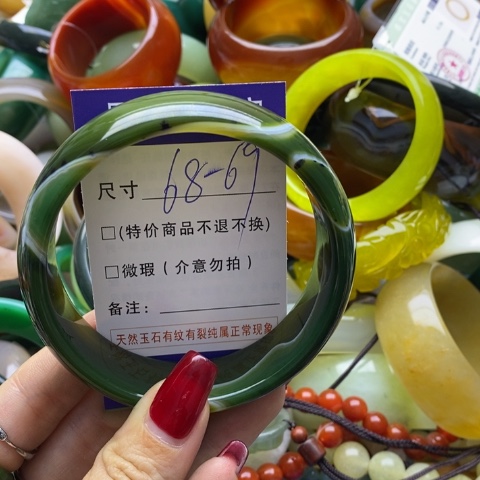 尺寸 68-69
□(特价商品不退不换)
□微瑕(介意勿拍)
备注:
天然玉石有纹有裂纯属正常现象